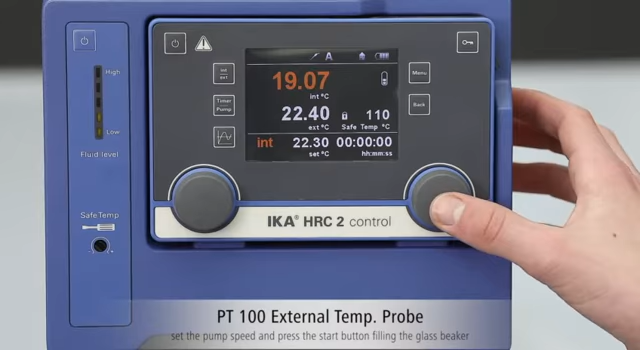 High
Low
Fluid level
SafeTemp
int
ext
Timer
Pump
A
19.07
int °C
22.40
ext °C
110
Safe Temp °C
int
22.30
set °C
00:00:00
hh:mm:ss
Menu
Back
IKA® HRC 2 control
PT 100 External Temp. Probe
set the pump speed and press the start button filling the glass beaker